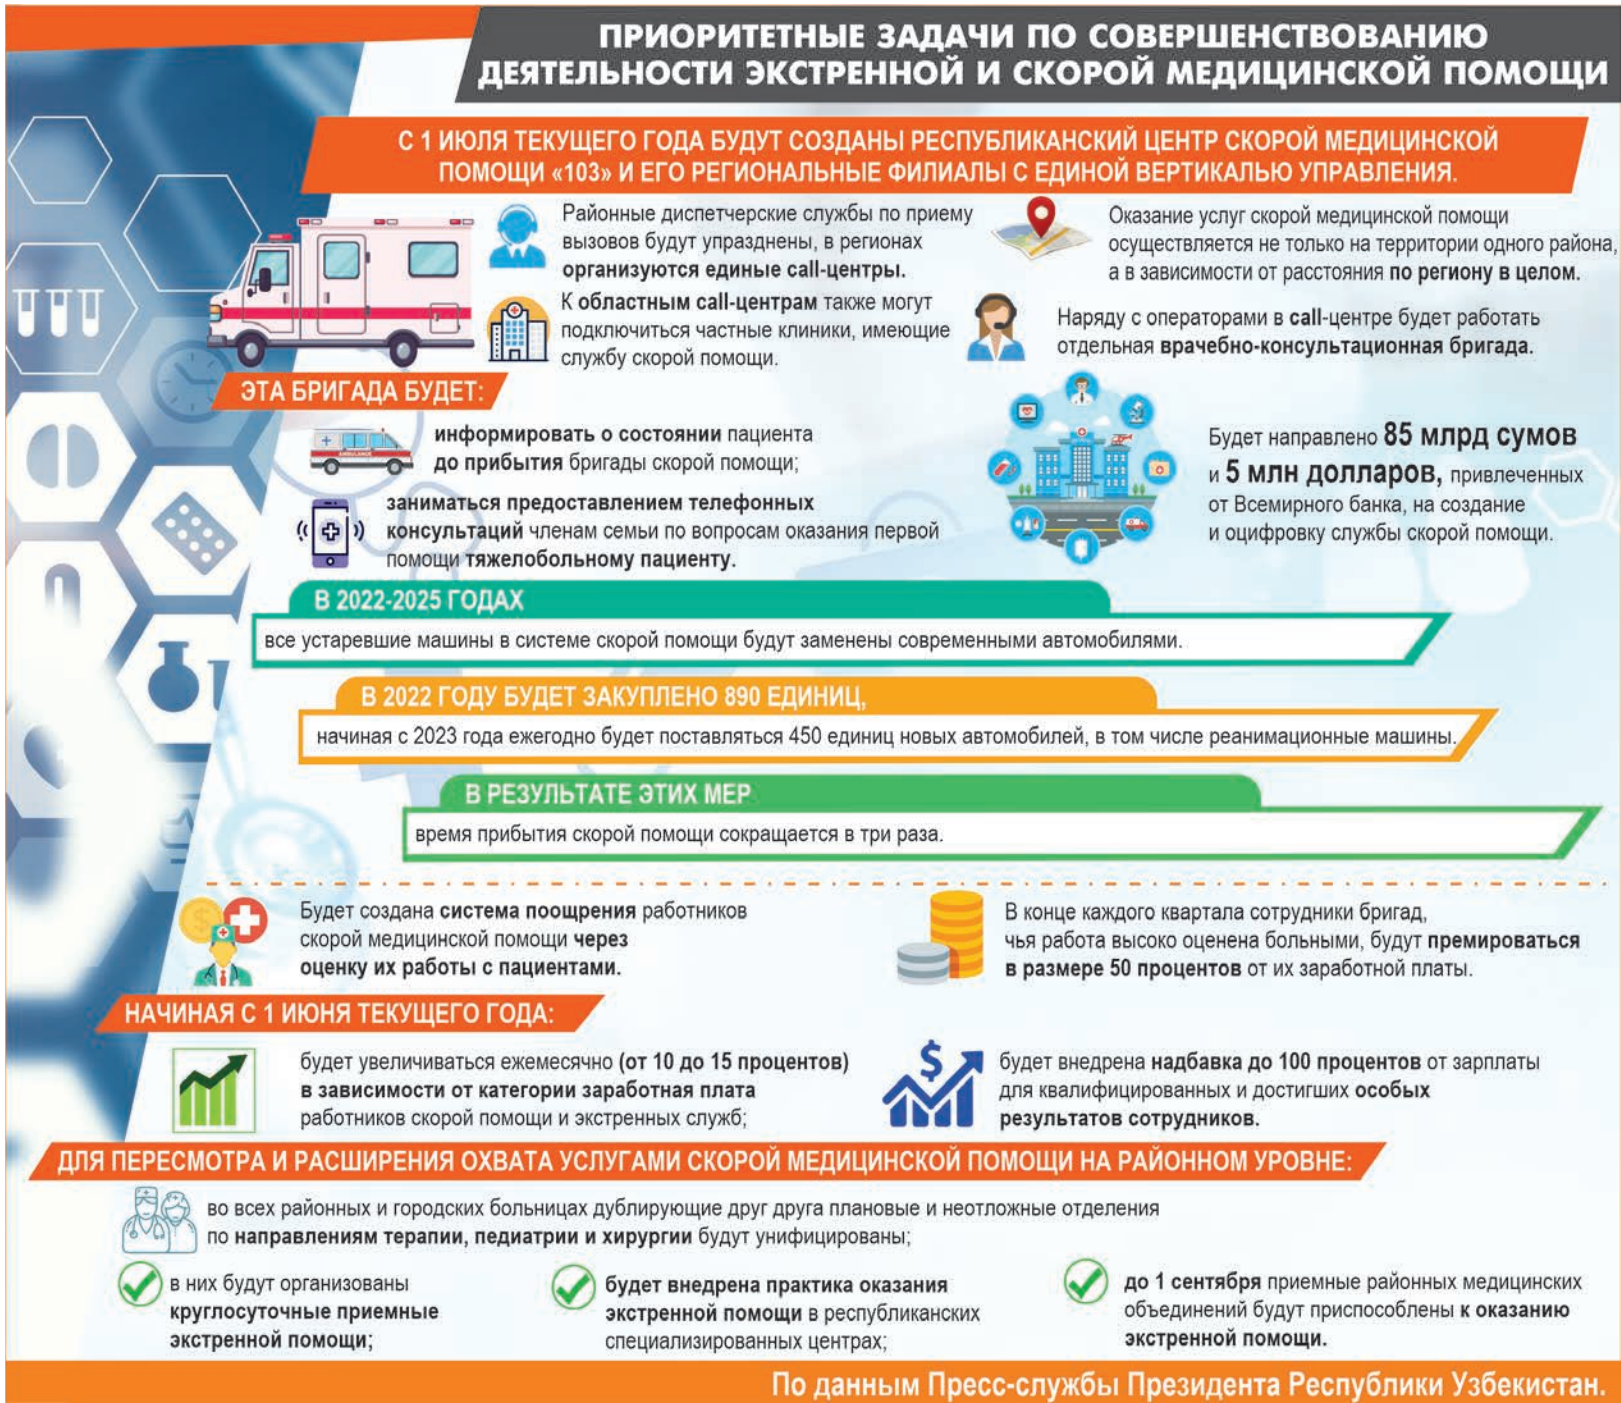 ПРИОРИТЕТНЫЕ ЗАДАЧИ ПО СОВЕРШЕНСТВОВАНИЮ
ДЕЯТЕЛЬНОСТИ ЭКСТРЕННОЙ И СКОРОЙ МЕДИЦИНСКОЙ ПОМОЩИ
С 1 ИЮЛЯ ТЕКУЩЕГО ГОДА БУДУТ СОЗДАНЫ РЕСПУБЛИКАНСКИЙ ЦЕНТР СКОРОЙ МЕДИЦИНСКОЙ
ПОМОЩИ «103» И ЕГО РЕГИОНАЛЬНЫЕ ФИЛИАЛЫ С ЕДИНОЙ ВЕРТИКАЛЬЮ УПРАВЛЕНИЯ.
Районные диспетчерские службы по приему
вызовов будут упразднены, в регионах
организуются единые call-центры.
Оказание услуг скорой медицинской помощи
осуществляется не только на территории одного района,
а в зависимости от расстояния по региону в целом.
К областным call-центрам также могут
подключиться частные клиники, имеющие
службу скорой помощи.
Наряду с операторами в call-центре будет работать
отдельная врачебно-консультационная бригада.
ЭТА БРИГАДА БУДЕТ:
AMBULANCE
информировать о состоянии пациента
до прибытия бригады скорой помощи;
заниматься предоставлением телефонных
консультаций членам семьи по вопросам оказания первой
помощи тяжелобольному пациенту.
Будет направлено 85 млрд сумов
и 5 млн долларов, привлеченных
от Всемирного банка, на создание
и оцифровку службы скорой помощи.
В 2022-2025 ГОДАХ
все устаревшие машины в системе скорой помощи будут заменены современными автомобилями.
В 2022 ГОДУ БУДЕТ ЗАКУПЛЕНО 890 ЕДИНИЦ,
начиная с 2023 года ежегодно будет поставляться 450 единиц новых автомобилей, в том числе реанимационные машины.
В РЕЗУЛЬТАТЕ ЭТИХ МЕР
время прибытия скорой помощи сокращается в три раза.
Будет создана система поощрения работников
скорой медицинской помощи через
оценку их работы с пациентами.
В конце каждого квартала сотрудники бригад,
чья работа высоко оценена больными, будут премироваться
в размере 50 процентов от их заработной платы.
НАЧИНАЯ С 1 ИЮНЯ ТЕКУЩЕГО ГОДА:
будет увеличиваться ежемесячно (от 10 до 15 процентов)
в зависимости от категории заработная плата
работников скорой помощи и экстренных служб;
будет внедрена надбавка до 100 процентов от зарплаты
для квалифицированных и достигших особых
результатов сотрудников.
ДЛЯ ПЕРЕСМОТРА И РАСШИРЕНИЯ ОХВАТА УСЛУГАМИ СКОРОЙ МЕДИЦИНСКОЙ ПОМОЩИ НА РАЙОННОМ УРОВНЕ:
во всех районных и городских больницах дублирующие друг друга плановые и неотложные отделения
по направлениям терапии, педиатрии и хирургии будут унифицированы;
в них будут организованы
круглосуточные приемные
экстренной помощи;
будет внедрена практика оказания
экстренной помощи в республиканских
специализированных центрах;
до 1 сентября приемные районных медицинских
объединений будут приспособлены к оказанию
экстренной помощи.
По данным Пресс-службы Президента Республики Узбекистан.